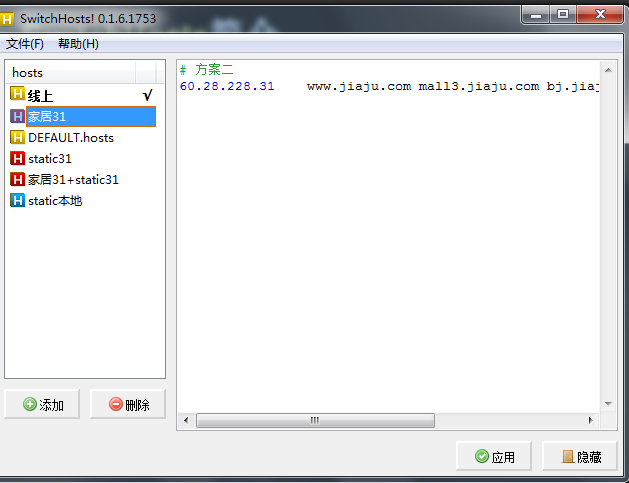 SwitchHosts! 0.1.6.1753
文件(F) 帮助(H)
hosts
H 线上 √
H 家居31
H DEFAULT.hosts
H static31
H 家居31+static31
H static本地
# 方案二
60.28.228.31 www.jiaju.com mall3.jiaju.com bj.jiaj
添加 删除
应用 隐藏